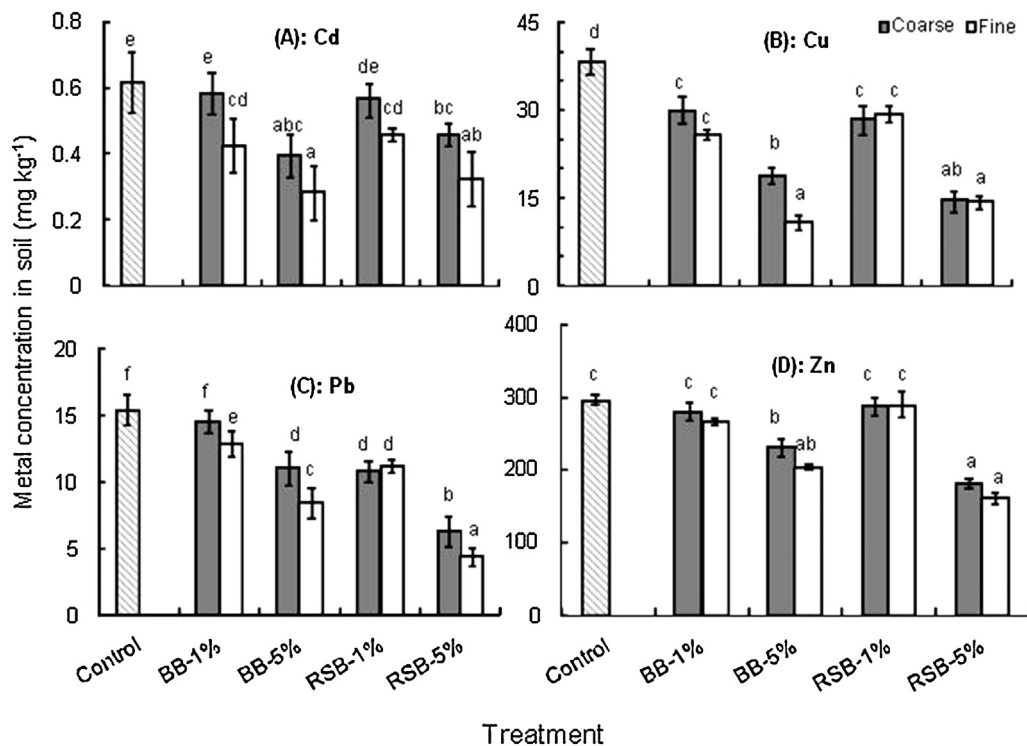 Metal concentration in soil (mg kg⁻¹)
(A): Cd
0.8
0.6
0.4
0.2
0
e
e
cd
abc
a
de
cd
bc
ab
(B): Cu
Coarse
Fine
45
30
15
0
d
c
c
b
a
c
c
ab
a
(C): Pb
20
15
10
5
0
f
f
e
d
c
d
d
b
a
Control
BB-1%
BB-5%
RSB-1%
RSB-5%
(D): Zn
400
300
200
100
0
c
c
c
b
ab
c
c
a
a
Control
BB-1%
BB-5%
RSB-1%
RSB-5%
Treatment